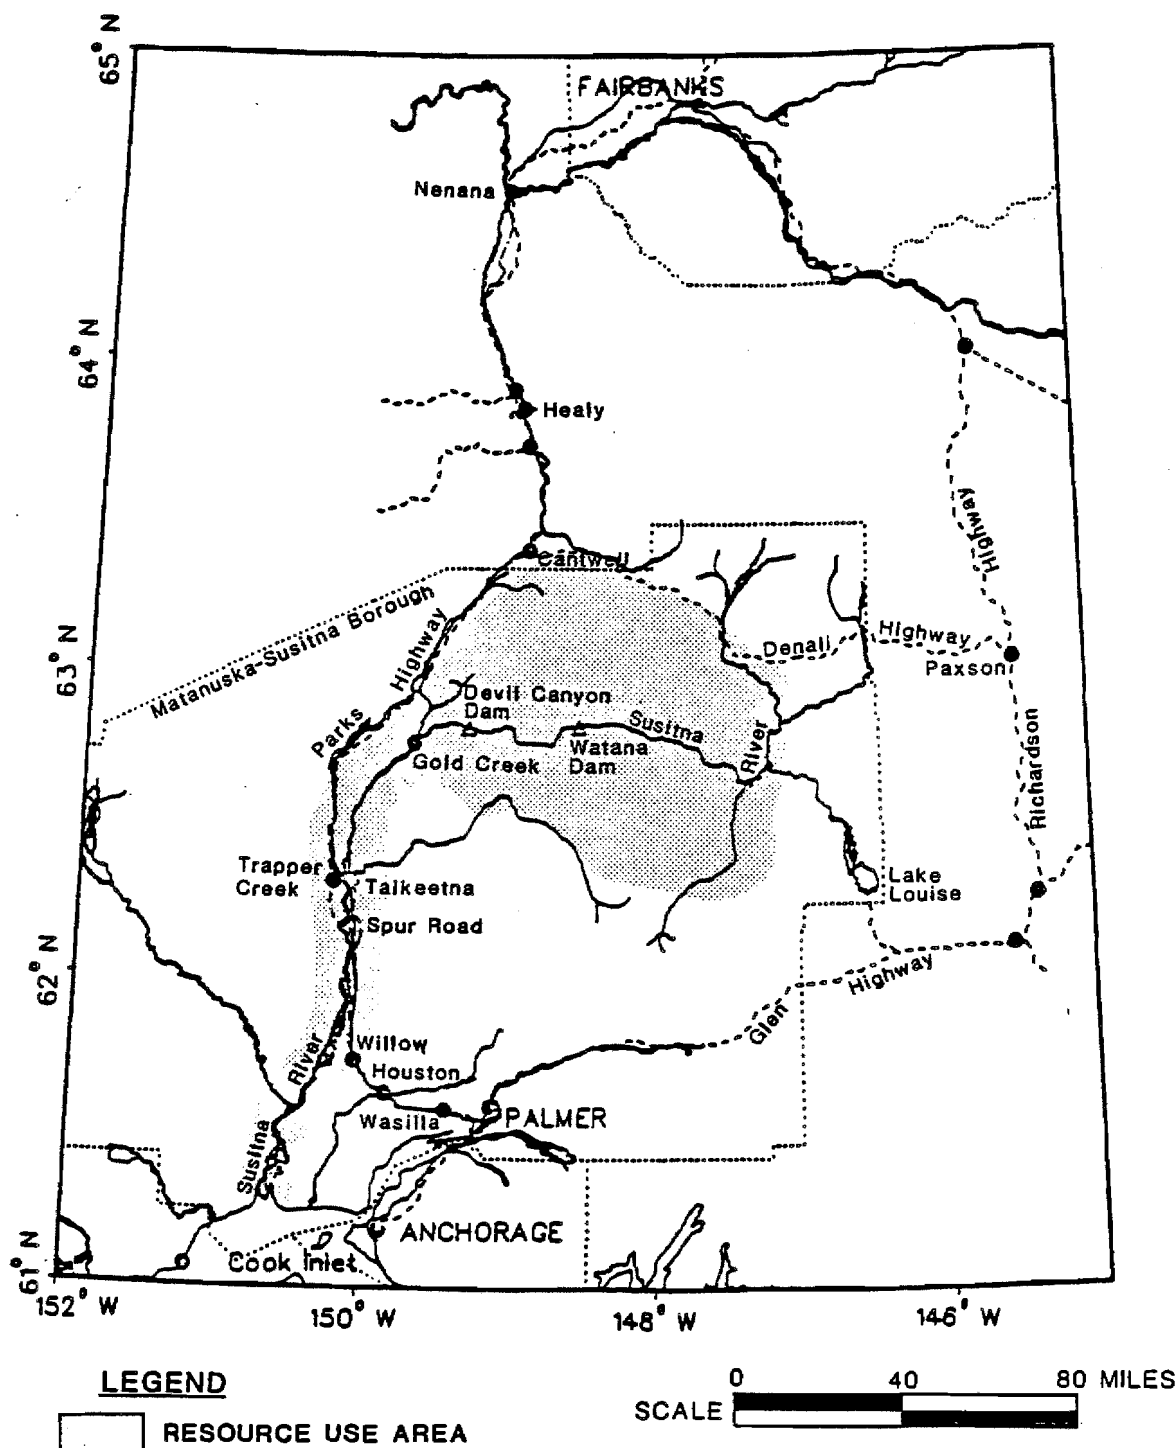 65° N
FAIRBANKS
Nenana
64° N
Healy
Cantwell
Matanuska-Susitna Borough
Highway
Highway
63° N
Denali
Highway
Paxson
Parks
Devil Canyon
Dam
Susitna
River
Watana
Dam
Gold Creek
Richardson
Trapper
Creek
Talkeetna
Spur Road
Lake
Louise
62° N
Glen
Highway
River
Willow
Houston
Wasilla
PALMER
Susitna
ANCHORAGE
Cook Inlet
61° N
152° W
150° W
148° W
146° W
LEGEND
RESOURCE USE AREA
0 40 80 MILES
SCALE